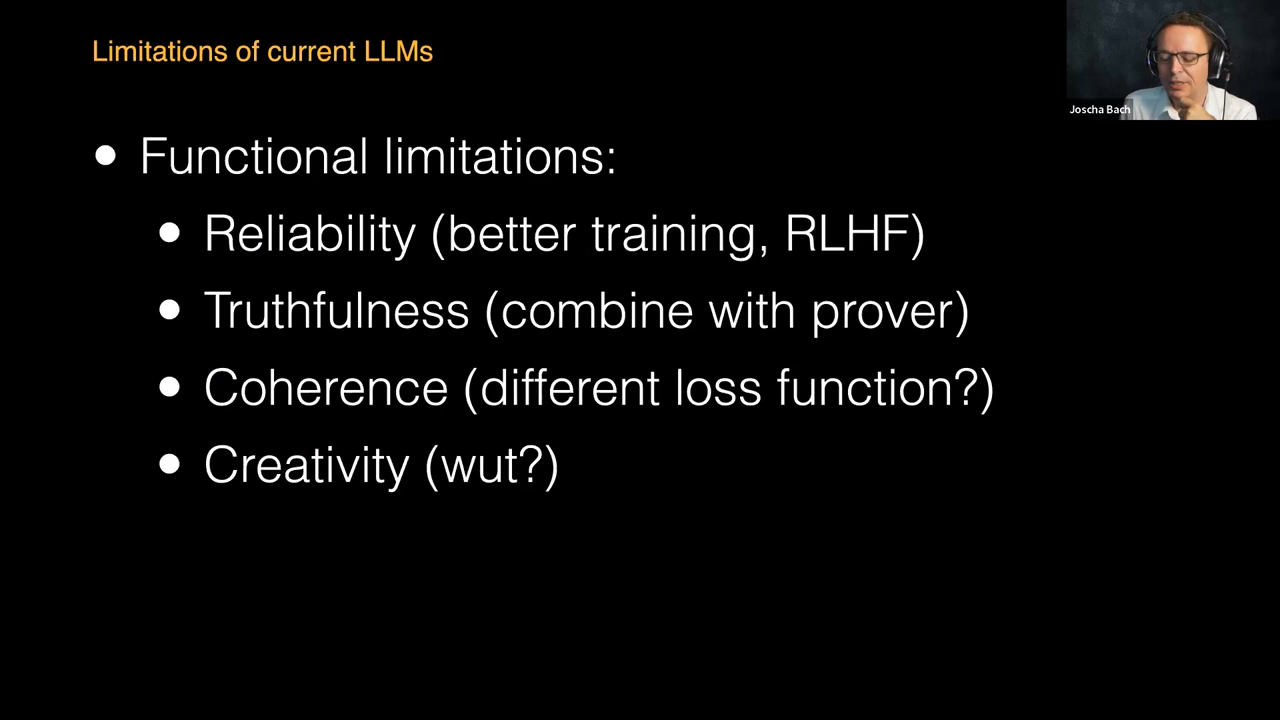 Limitations of current LLMs
Joscha Bach
• Functional limitations:
• Reliability (better training, RLHF)
• Truthfulness (combine with prover)
• Coherence (different loss function?)
• Creativity (wut?)